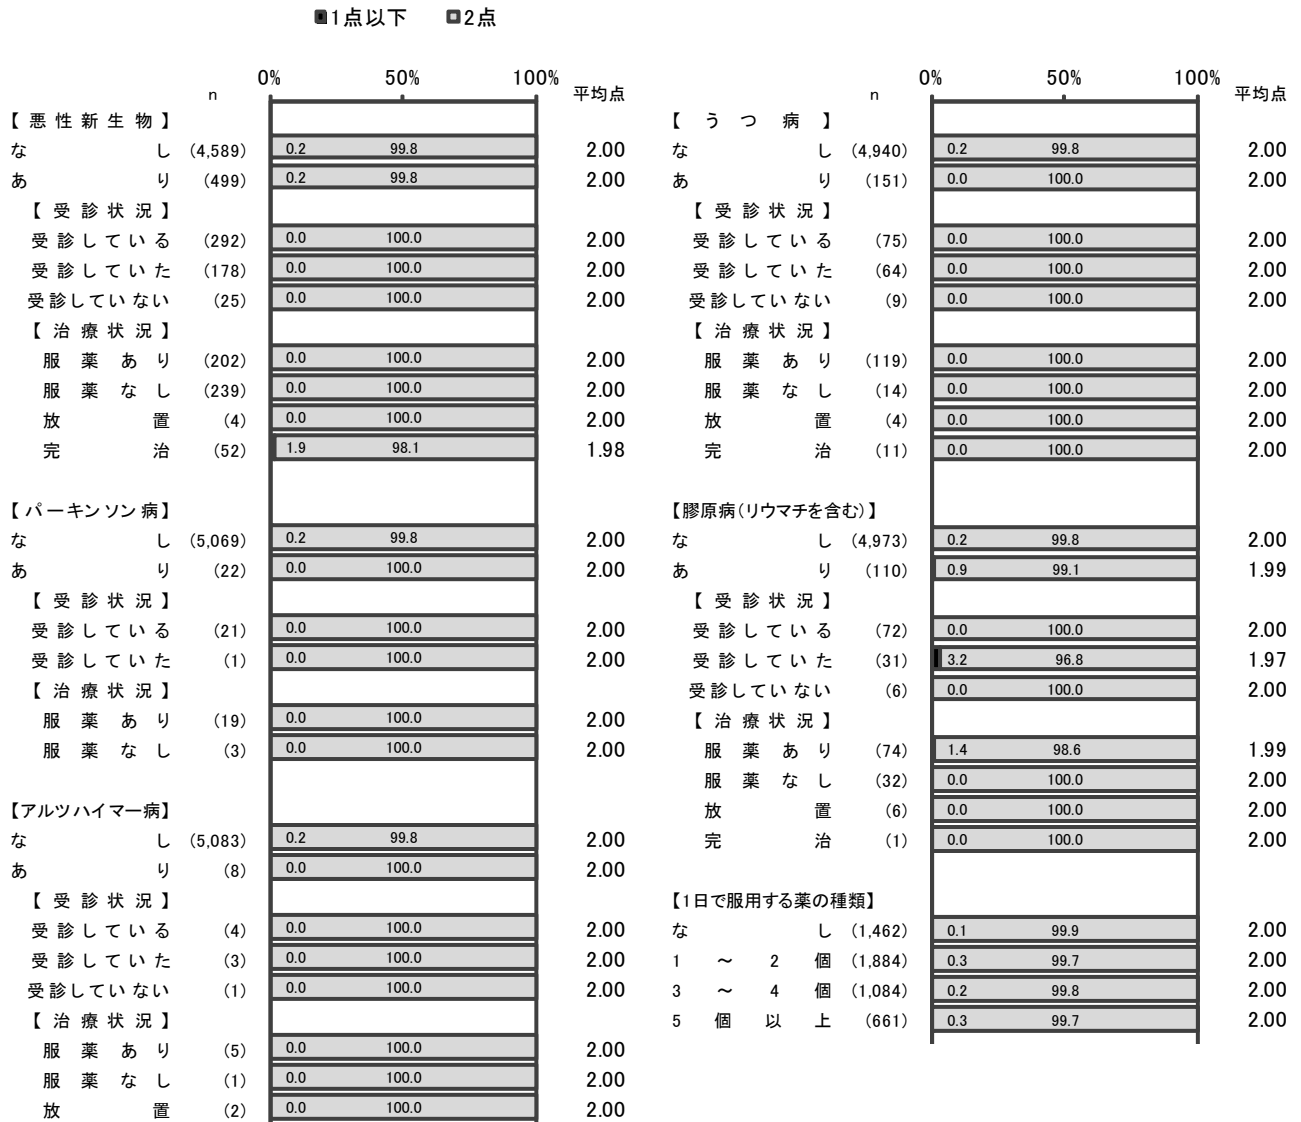 1点以下 2点
0% 50% 100%
n 平均点
【悪性新生物】
なし (4,589) 0.2 99.8 2.00
あり (499) 0.2 99.8 2.00
【受診状況】
受診している (292) 0.0 100.0 2.00
受診していた (178) 0.0 100.0 2.00
受診していない (25) 0.0 100.0 2.00
【治療状況】
服薬あり (202) 0.0 100.0 2.00
服薬なし (239) 0.0 100.0 2.00
放置 (4) 0.0 100.0 2.00
完治 (52) 1.9 98.1 1.98
【パーキンソン病】
なし (5,069) 0.2 99.8 2.00
あり (22) 0.0 100.0 2.00
【受診状況】
受診している (21) 0.0 100.0 2.00
受診していた (1) 0.0 100.0 2.00
【治療状況】
服薬あり (19) 0.0 100.0 2.00
服薬なし (3) 0.0 100.0 2.00
【アルツハイマー病】
なし (5,083) 0.2 99.8 2.00
あり (8) 0.0 100.0 2.00
【受診状況】
受診している (4) 0.0 100.0 2.00
受診していた (3) 0.0 100.0 2.00
受診していない (1) 0.0 100.0 2.00
【治療状況】
服薬あり (5) 0.0 100.0 2.00
服薬なし (1) 0.0 100.0 2.00
放置 (2) 0.0 100.0 2.00
0% 50% 100%
n 平均点
【うつ病】
なし (4,940) 0.2 99.8 2.00
あり (151) 0.0 100.0 2.00
【受診状況】
受診している (75) 0.0 100.0 2.00
受診していた (64) 0.0 100.0 2.00
受診していない (9) 0.0 100.0 2.00
【治療状況】
服薬あり (119) 0.0 100.0 2.00
服薬なし (14) 0.0 100.0 2.00
放置 (4) 0.0 100.0 2.00
完治 (11) 0.0 100.0 2.00
【膠原病(リウマチを含む)】
なし (4,973) 0.2 99.8 2.00
あり (110) 0.9 99.1 1.99
【受診状況】
受診している (72) 0.0 100.0 2.00
受診していた (31) 3.2 96.8 1.97
受診していない (6) 0.0 100.0 2.00
【治療状況】
服薬あり (74) 1.4 98.6 1.99
服薬なし (32) 0.0 100.0 2.00
放置 (6) 0.0 100.0 2.00
完治 (1) 0.0 100.0 2.00
【1日で服用する薬の種類】
なし (1,462) 0.1 99.9 2.00
1～2個 (1,884) 0.3 99.7 2.00
3～4個 (1,084) 0.2 99.8 2.00
5個以上 (661) 0.3 99.7 2.00